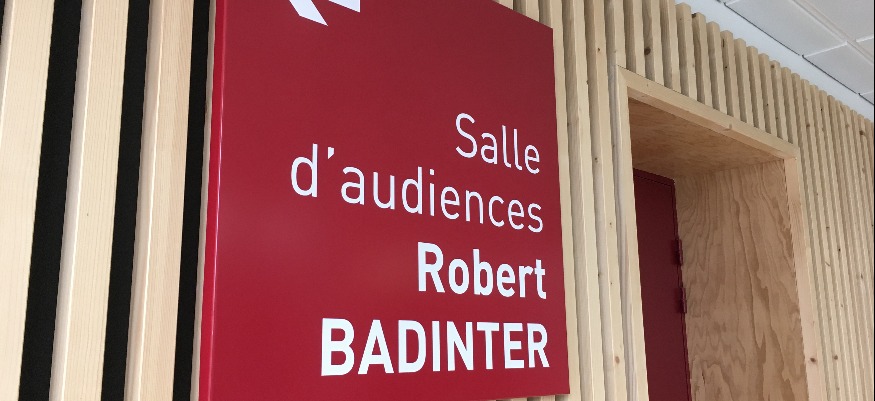 Salle
d'audiences
Robert
BADINTER